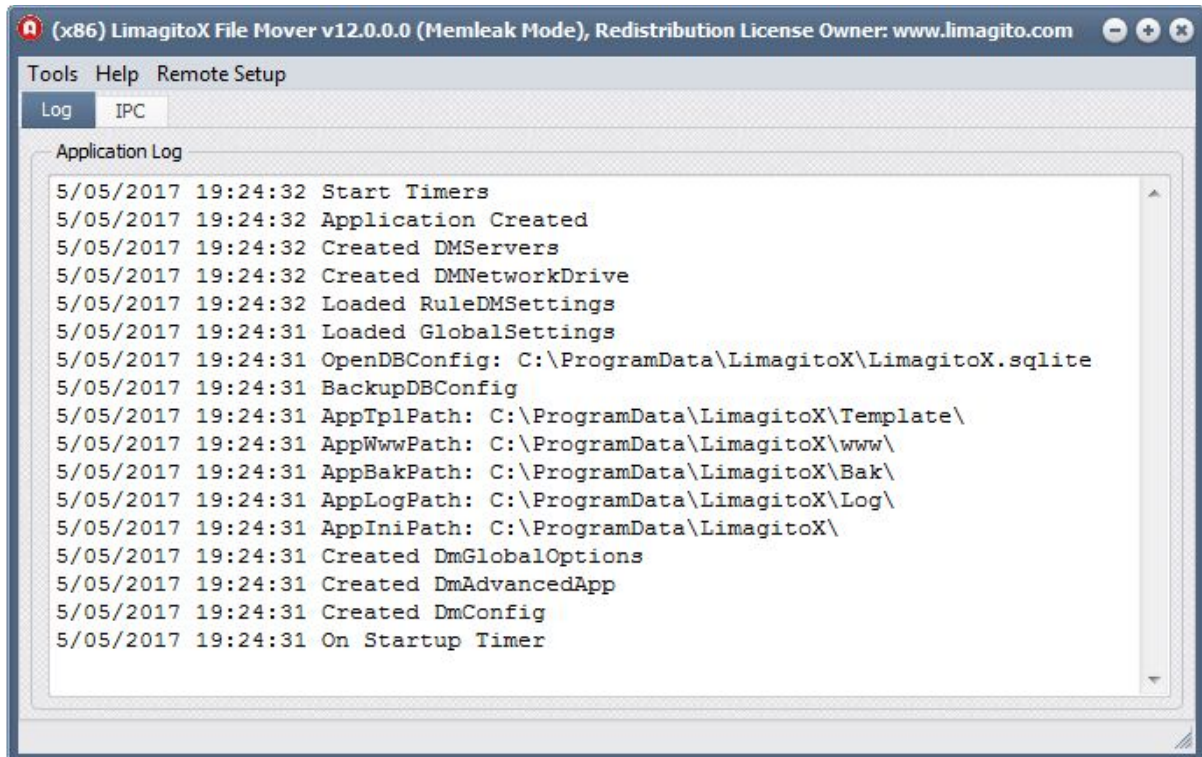 (x86) LimagitoX File Mover v12.0.0.0 (Memleak Mode), Redistribution License Owner: www.limagito.com
Tools Help Remote Setup
Log IPC
Application Log
5/05/2017 19:24:32 Start Timers
5/05/2017 19:24:32 Application Created
5/05/2017 19:24:32 Created DMServers
5/05/2017 19:24:32 Created DMNetworkDrive
5/05/2017 19:24:32 Loaded RuleDMSettings
5/05/2017 19:24:31 Loaded GlobalSettings
5/05/2017 19:24:31 OpenDBConfig: C:\ProgramData\LimagitoX\LimagitoX.sqlite
5/05/2017 19:24:31 BackupDBConfig
5/05/2017 19:24:31 AppTplPath: C:\ProgramData\LimagitoX\Template\
5/05/2017 19:24:31 AppWwwPath: C:\ProgramData\LimagitoX\www\
5/05/2017 19:24:31 AppBakPath: C:\ProgramData\LimagitoX\Bak\
5/05/2017 19:24:31 AppLogPath: C:\ProgramData\LimagitoX\Log\
5/05/2017 19:24:31 AppIniPath: C:\ProgramData\LimagitoX\
5/05/2017 19:24:31 Created DmGlobalOptions
5/05/2017 19:24:31 Created DmAdvancedApp
5/05/2017 19:24:31 Created DmConfig
5/05/2017 19:24:31 On Startup Timer